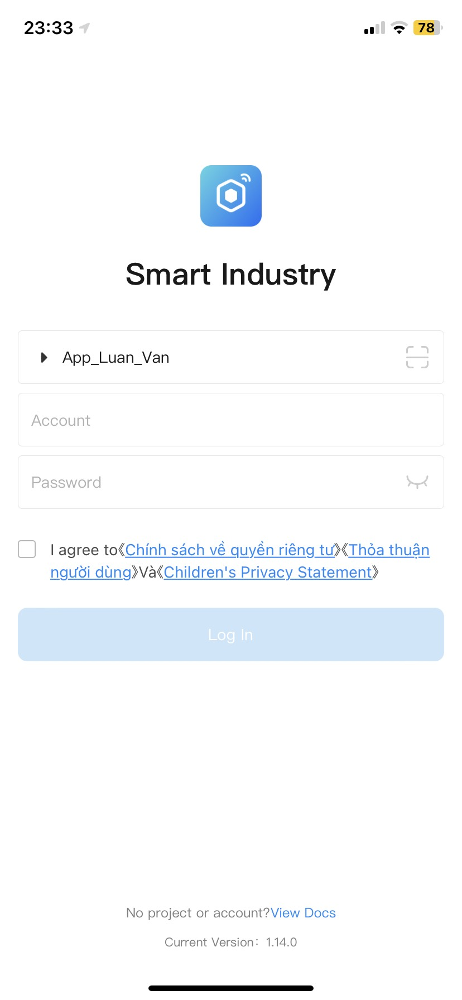 23:33
78
Smart Industry
App_Luan_Van
Account
Password
I agree to《Chính sách về quyền riêng tư》《Thỏa thuận
người dùng》Và《Children's Privacy Statement》
Log In
No project or account?View Docs
Current Version：1.14.0